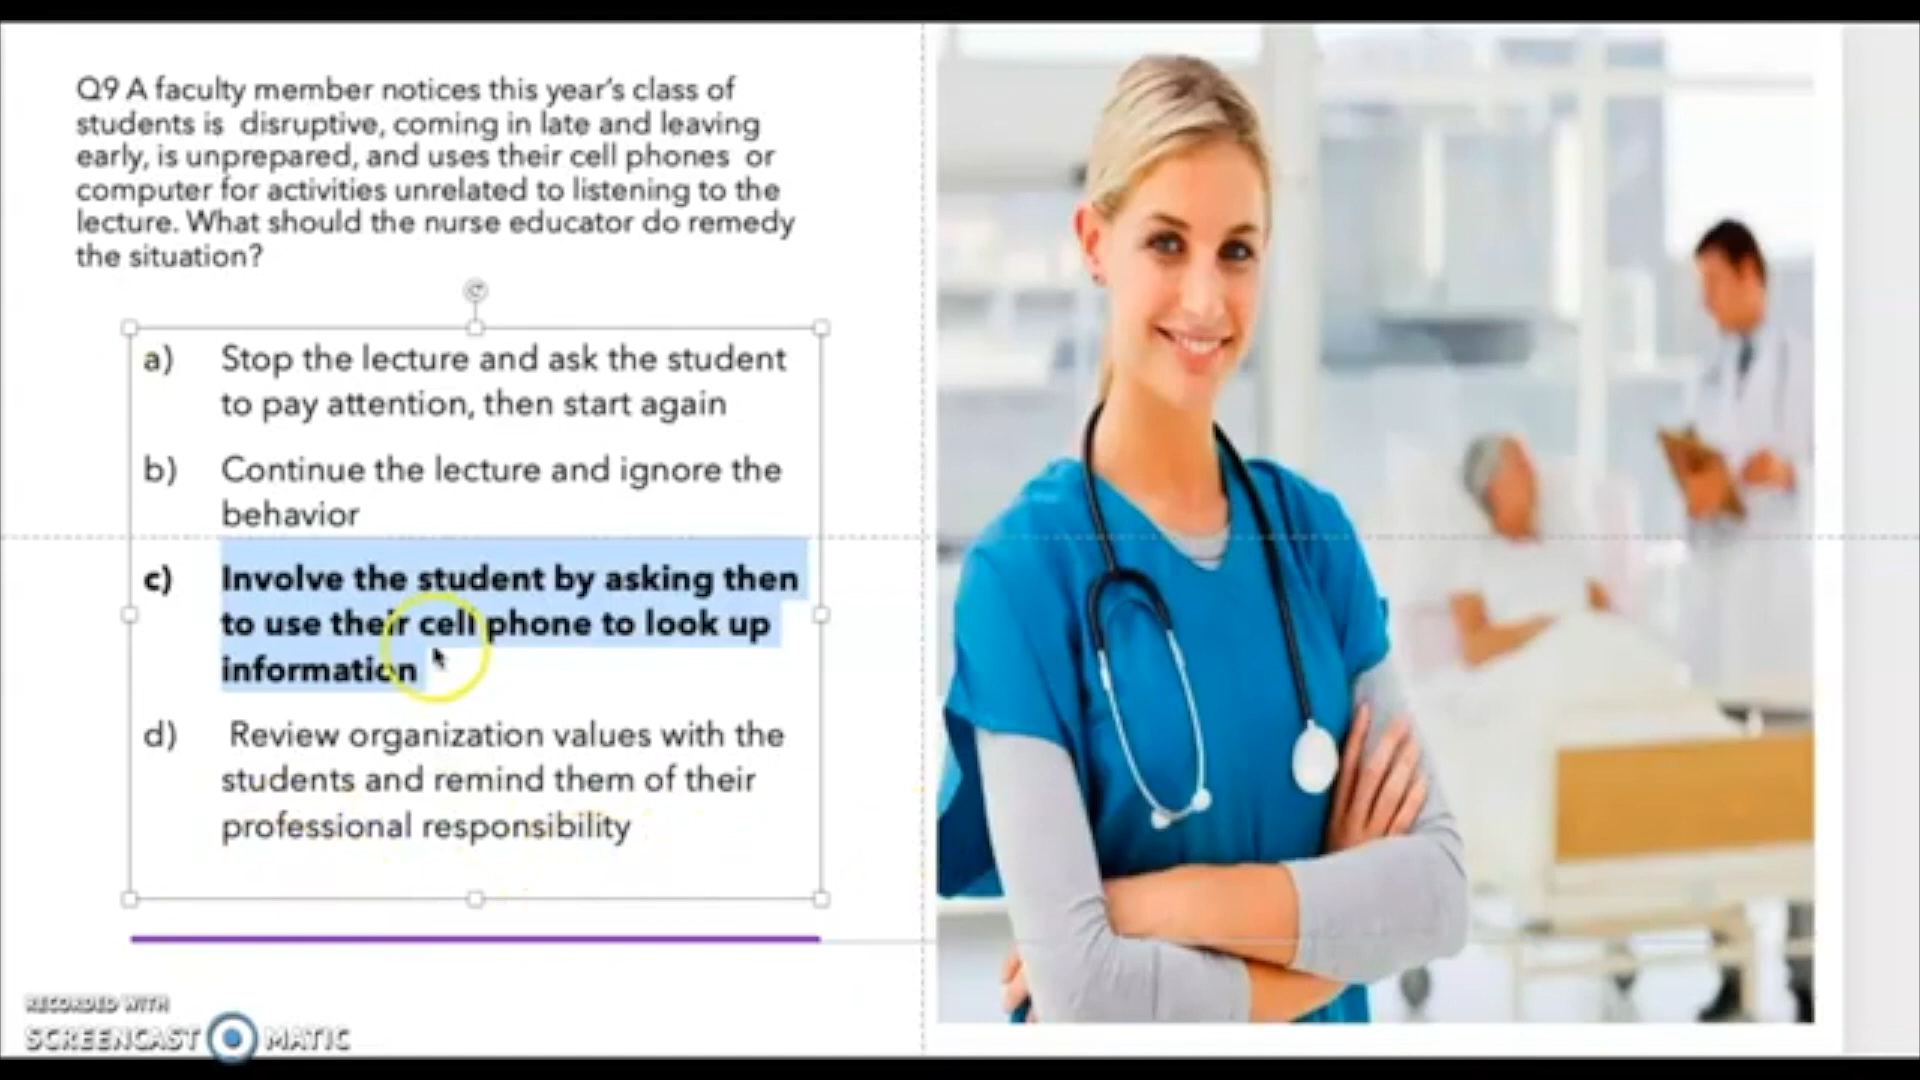 Q9 A faculty member notices this year's class of
students is disruptive, coming in late and leaving
early, is unprepared, and uses their cell phones or
computer for activities unrelated to listening to the
lecture. What should the nurse educator do remedy
the situation?
a) Stop the lecture and ask the student
to pay attention, then start again
b) Continue the lecture and ignore the
behavior
c) Involve the student by asking then
to use their cell phone to look up
information
d) Review organization values with the
students and remind them of their
professional responsibility
RECORDED WITH
SCREENCAST MATIC